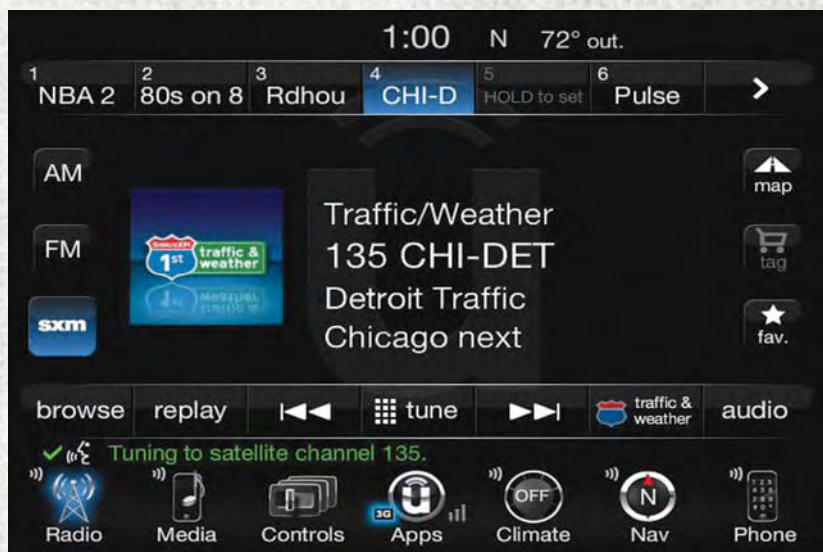 1:00 N 72° out.
1 NBA 2
2 80s on 8
3 Rdhou
4 CHI-D
5 HOLD to set
6 Pulse
>
AM
map
Traffic/Weather
FM
SIRIUSXM
1st traffic & weather
135 CHI-DET
tag
Detroit Traffic
sxm
Chicago next
fav.
browse replay tune traffic & weather audio
Tuning to satellite channel 135.
3G OFF N
Radio Media Controls Apps Climate Nav Phone